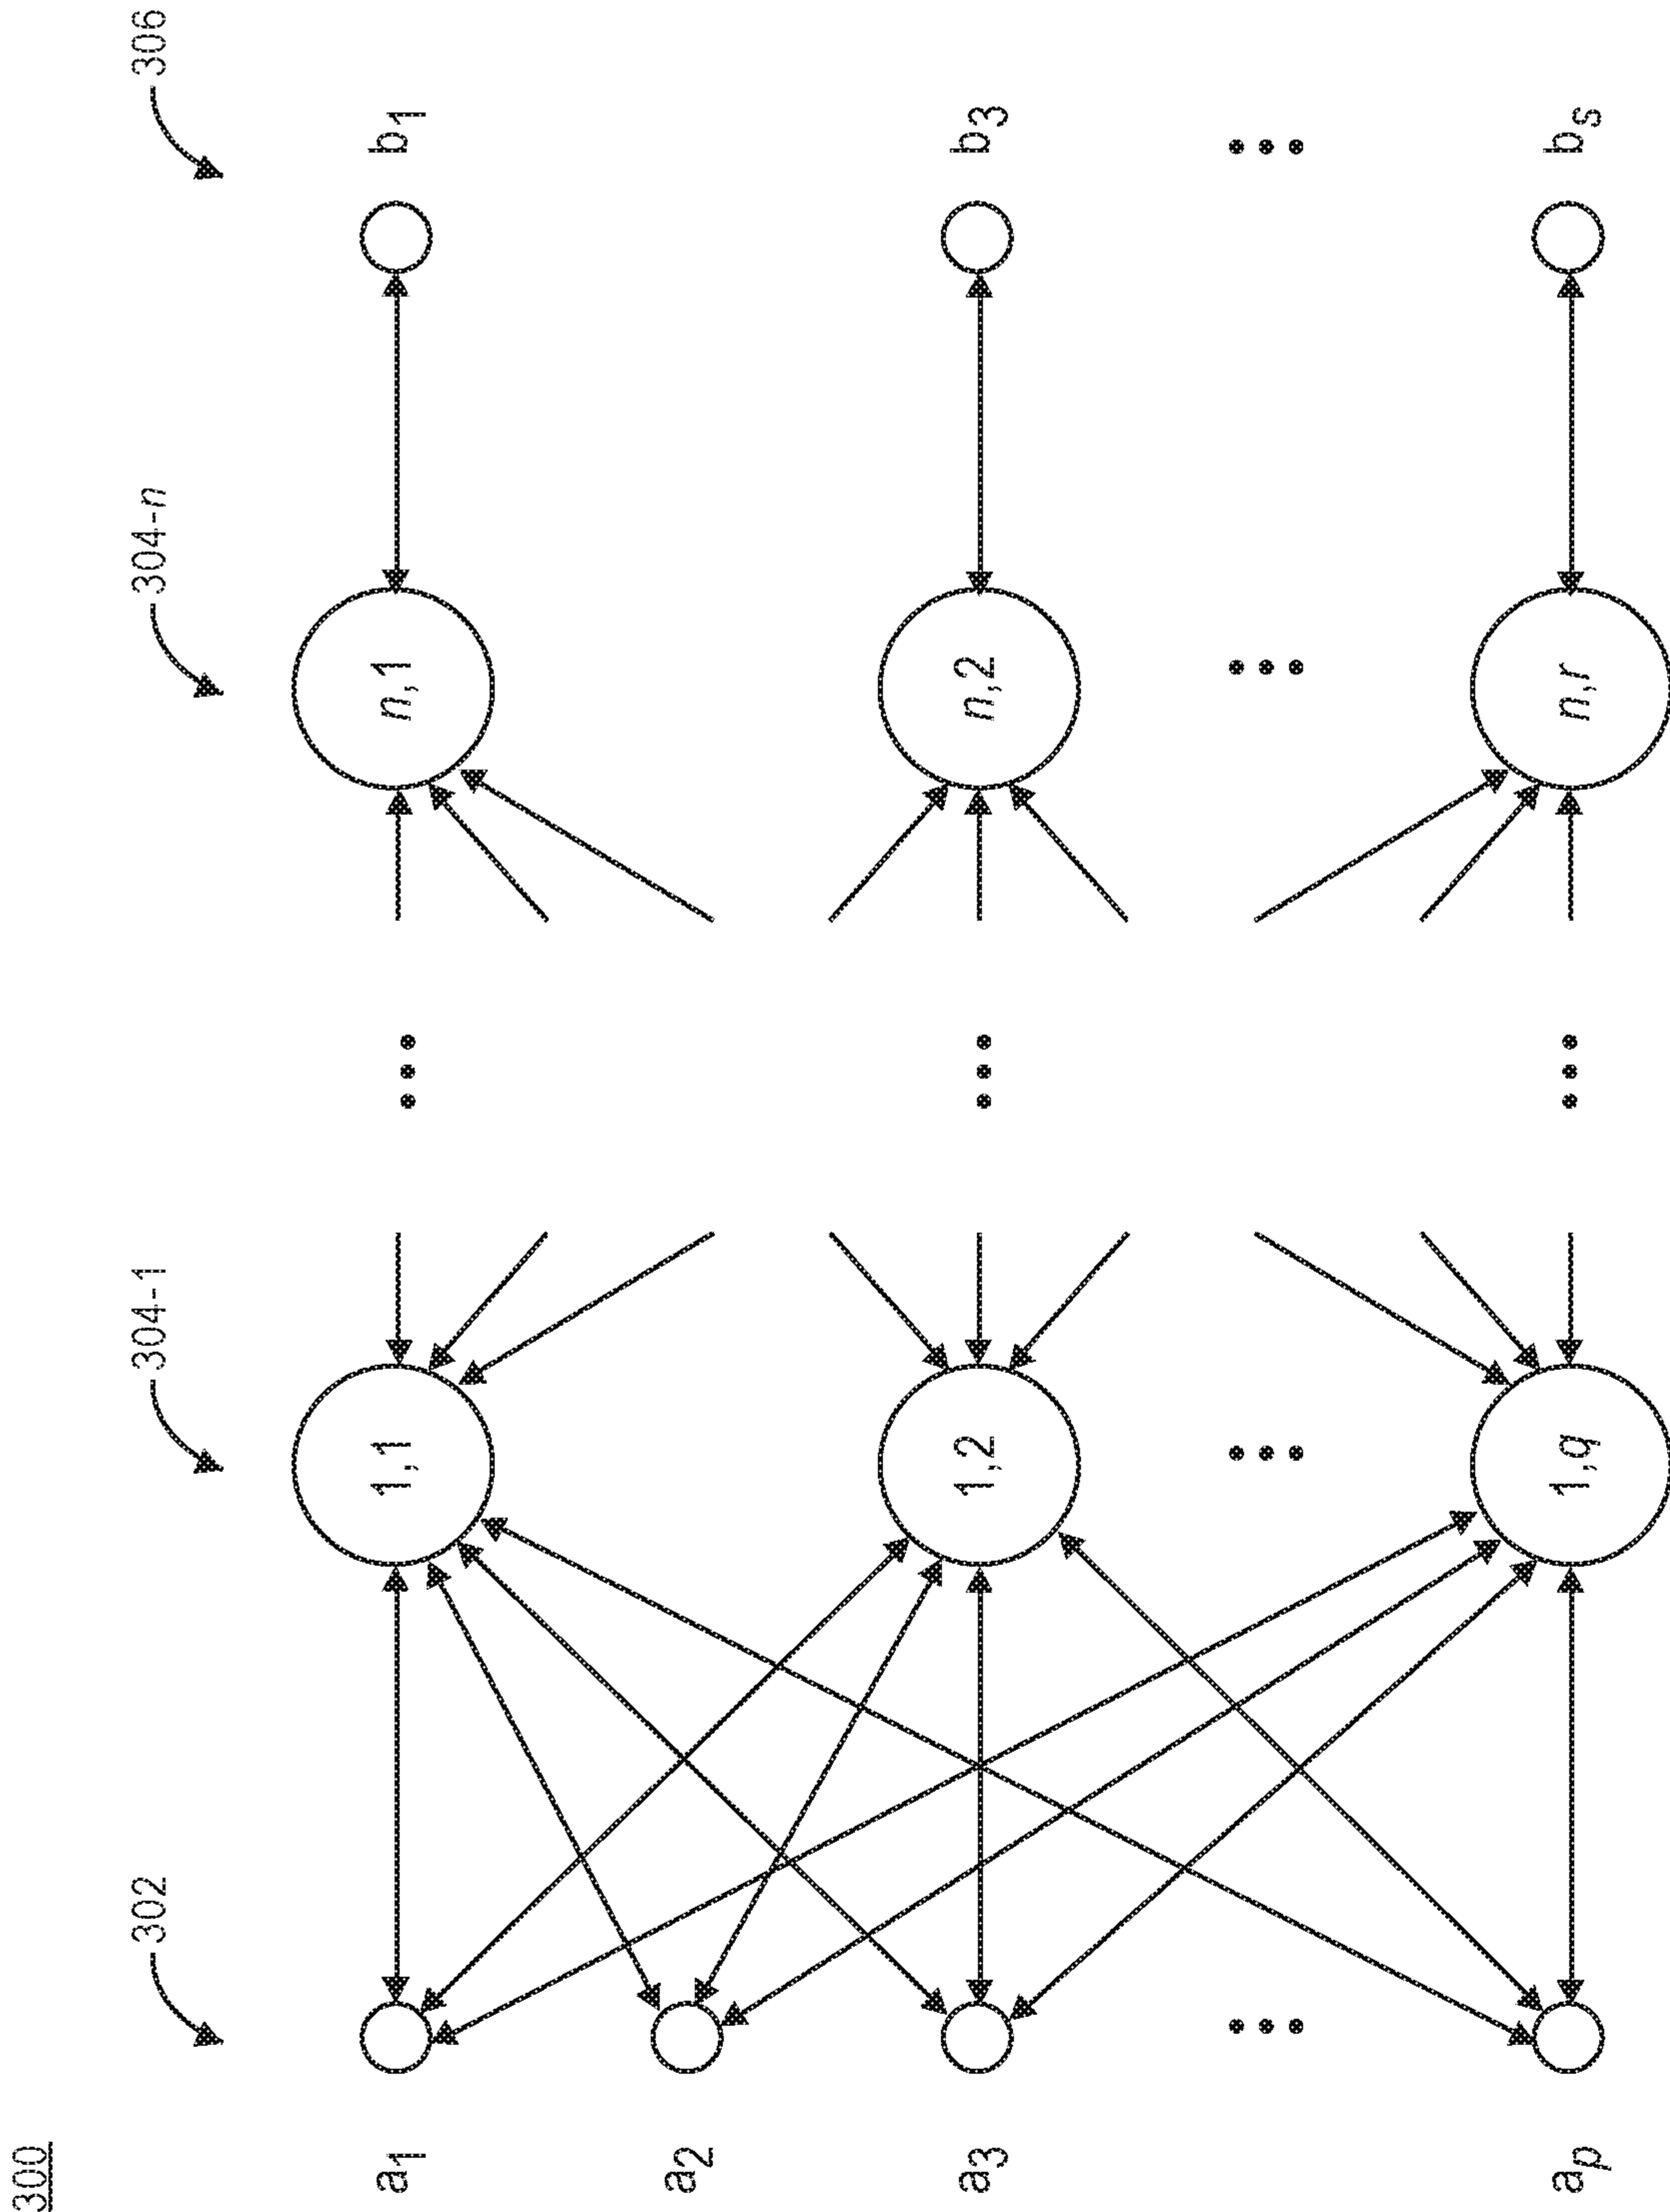 300
302
304-1
304-n
306
a1
1,1
n,1
b1
a2
a3
1,2
n,2
b3
ap
1,q
n,r
bs